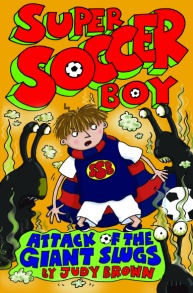 SUPER
SOCCER
BOY
SSB
ATTACK OF THE
GIANT SLUGS
BY JUDY BROWN